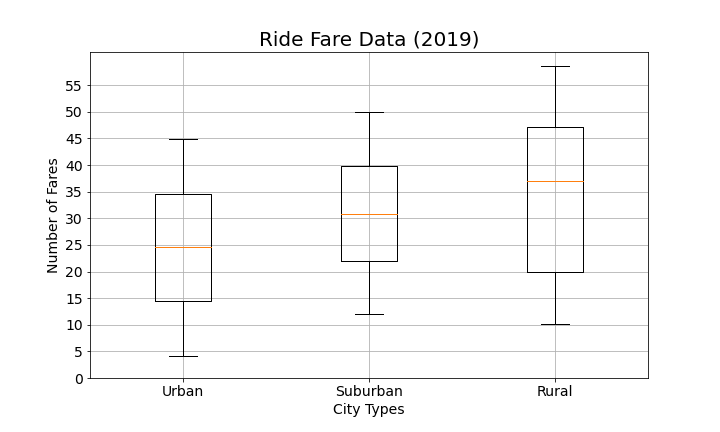 Ride Fare Data (2019)
Number of Fares
55
50
45
40
35
30
25
20
15
10
5
0
Urban
Suburban
Rural
City Types